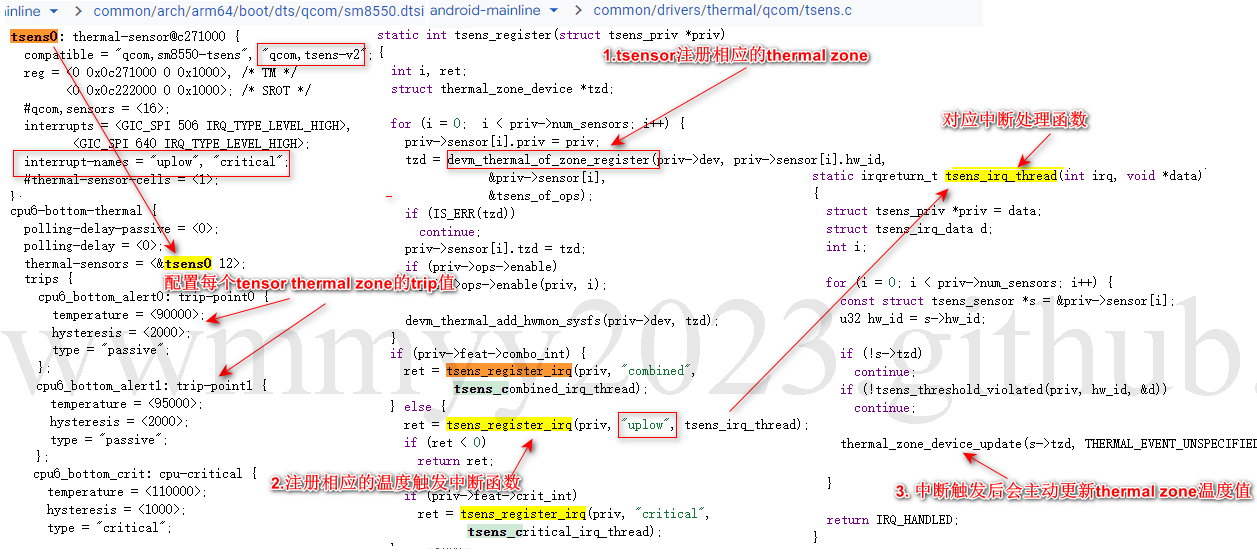 inline common/arch/arm64/boot/dts/qcom/sm8550.dtsi
tsens0: thermal-sensor@c271000 {
compatible = "qcom,sm8550-tsens", "qcom,tsens-v2";
reg = <0 0x0c271000 0 0x1000>, /* TM */
<0 0x0c222000 0 0x1000>; /* SROT */
#qcom,sensors = <16>;
interrupts = <GIC_SPI 506 IRQ_TYPE_LEVEL_HIGH>,
<GIC_SPI 640 IRQ_TYPE_LEVEL_HIGH>;
interrupt-names = "uplow", "critical";
#thermal-sensor-cells = <1>;
}
cpu6-bottom-thermal {
polling-delay-passive = <0>;
polling-delay = <0>;
thermal-sensors = <&tsens0 12>;
配置每个tensor thermal zone的trip值
trips {
cpu6_bottom_alert0: trip-point0 {
temperature = <90000>;
hysteresis = <2000>;
type = "passive";
};
cpu6_bottom_alert1: trip-point1 {
temperature = <95000>;
hysteresis = <2000>;
type = "passive";
};
cpu6_bottom_crit: cpu-critical {
temperature = <110000>;
hysteresis = <1000>;
type = "critical";
android-mainline common/drivers/thermal/qcom/tsens.c
static int tsens_register(struct tsens_priv *priv)
1.tsensor注册相应的thermal zone
{
int i, ret;
struct thermal_zone_device *tzd;
for (i = 0; i < priv->num_sensors; i++) {
priv->sensor[i].priv = priv;
tzd = devm_thermal_of_zone_register(priv->dev, priv->sensor[i].hw_id,
&priv->sensor[i],
&tsens_of_ops);
if (IS_ERR(tzd))
continue;
priv->sensor[i].tzd = tzd;
if (priv->ops->enable)
ops->enable(priv, i);
devm_thermal_add_hwmon_sysfs(priv->dev, tzd);
}
if (priv->feat->combo_int) {
ret = tsens_register_irq(priv, "combined",
tsens_combined_irq_thread);
} else {
ret = tsens_register_irq(priv, "uplow", tsens_irq_thread);
if (ret < 0)
return ret;
2.注册相应的温度触发中断函数
if (priv->feat->crit_int)
ret = tsens_register_irq(priv, "critical",
tsens_critical_irq_thread);
对应中断处理函数
static irqreturn_t tsens_irq_thread(int irq, void *data)
{
struct tsens_priv *priv = data;
struct tsens_irq_data d;
int i;
for (i = 0; i < priv->num_sensors; i++) {
const struct tsens_sensor *s = &priv->sensor[i];
u32 hw_id = s->hw_id;
if (!s->tzd)
continue;
if (!tsens_threshold_violated(priv, hw_id, &d))
continue;
thermal_zone_device_update(s->tzd, THERMAL_EVENT_UNSPECIFIE
}
3. 中断触发后会主动更新thermal zone温度值
return IRQ_HANDLED;
}
wwmmyy2023.github.